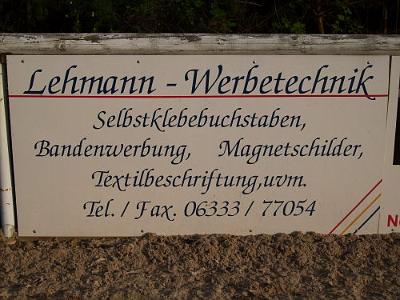 Lehmann - Werbetechnik
Selbstklebebuchstaben,
Bandenwerbung, Magnetschilder,
Textilbeschriftung,uvm.
Tel. / Fax. 06333 / 77054